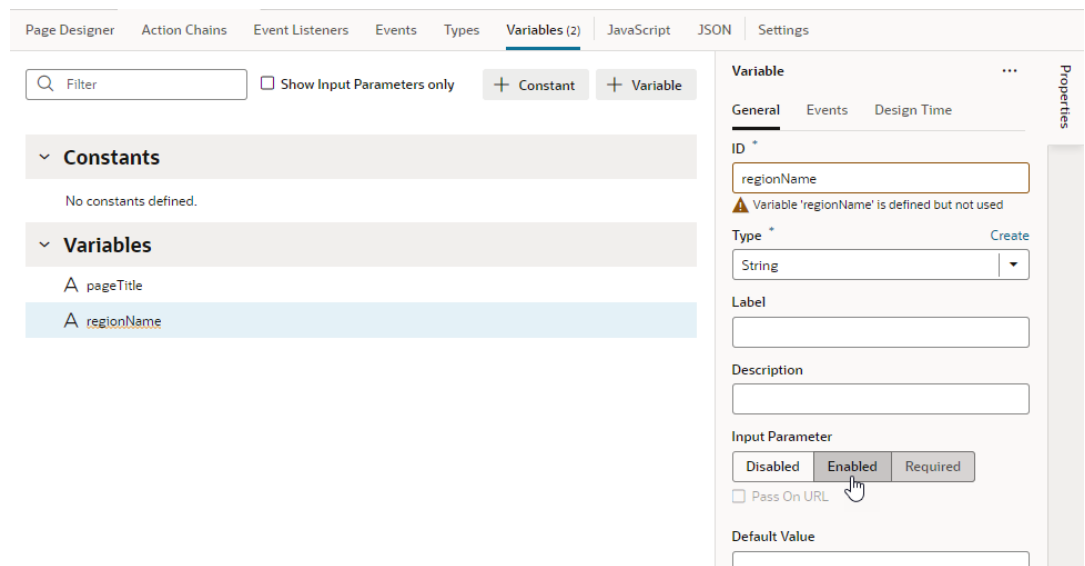 Page Designer Action Chains Event Listeners Events Types Variables (2) JavaScript JSON Settings
Filter Show Input Parameters only + Constant + Variable
Constants
No constants defined.
Variables
A pageTitle
A regionName
Variable ...
General Events Design Time
ID *
regionName
Variable 'regionName' is defined but not used
Type * Create
String
Label
Description
Input Parameter
Disabled Enabled Required
Pass On URL
Default Value
Properties